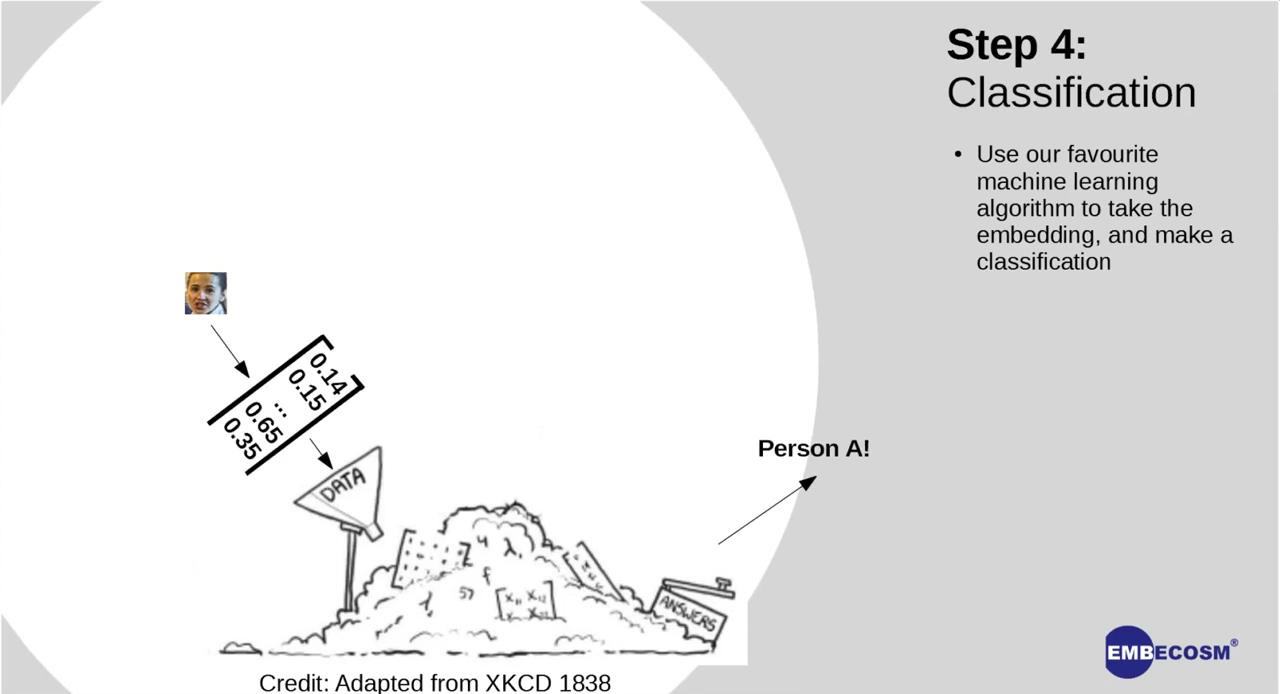 Step 4:
Classification
• Use our favourite
machine learning
algorithm to take the
embedding, and make a
classification
0.14
0.15
...
0.65
0.35
DATA
Person A!
ANSWERS
EMBECOSM®
Credit: Adapted from XKCD 1838